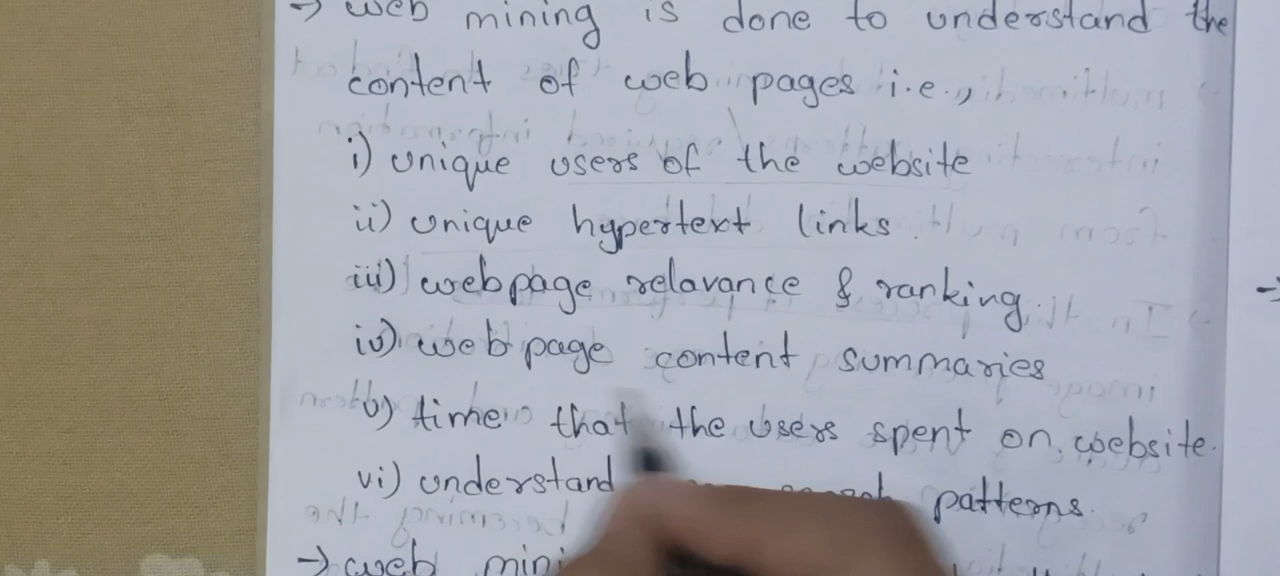 → web mining is done to understand the
content of web pages i.e.,
i) unique users of the website
ii) unique hypertext links.
iii) webpage relavance & ranking.
iv) webpage content summaries
v) time that the users spent on website.
vi) understand patterns.
→ web mini